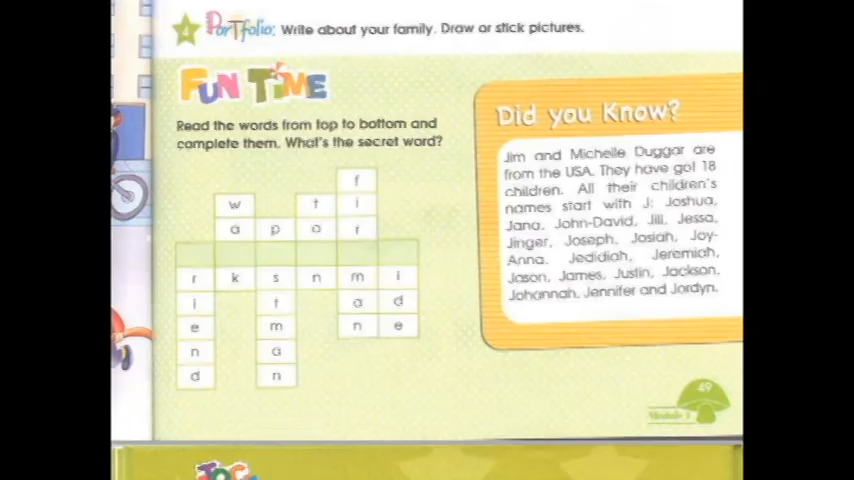 4 Portfolio: Write about your family. Draw or stick pictures.
FUN TIME
Read the words from top to bottom and
complete them. What's the secret word?
f
w t i
a p o r
r k s n m i
i t a d
e m n e
n a
d n
Did you Know?
Jim and Michelle Duggar are
from the USA. They have got 18
children. All their children's
names start with J: Joshua,
Jana, John-David, Jill, Jessa,
Jinger, Joseph, Josiah, Joy-
Anna, Jedidiah, Jeremiah,
Jason, James, Justin, Jackson,
Johannah, Jennifer and Jordyn.
49